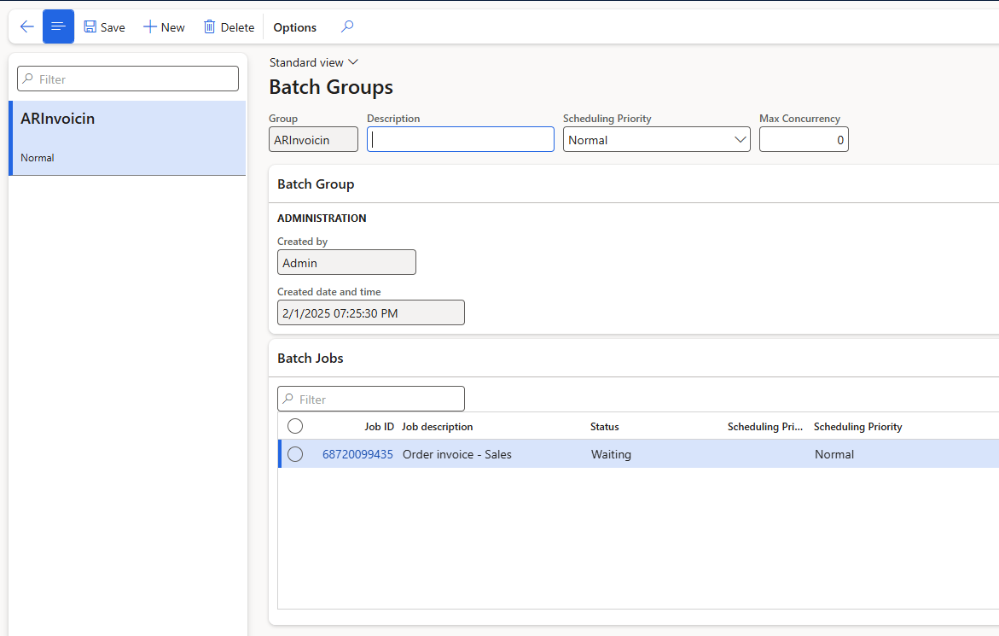 Save New Delete Options
Filter
ARInvoicin
Normal
Standard view
Batch Groups
Group Description Scheduling Priority Max Concurrency
ARInvoicin Normal 0
Batch Group
ADMINISTRATION
Created by
Admin
Created date and time
2/1/2025 07:25:30 PM
Batch Jobs
Filter
Job ID Job description Status Scheduling Pri... Scheduling Priority
68720099435 Order invoice - Sales Waiting Normal